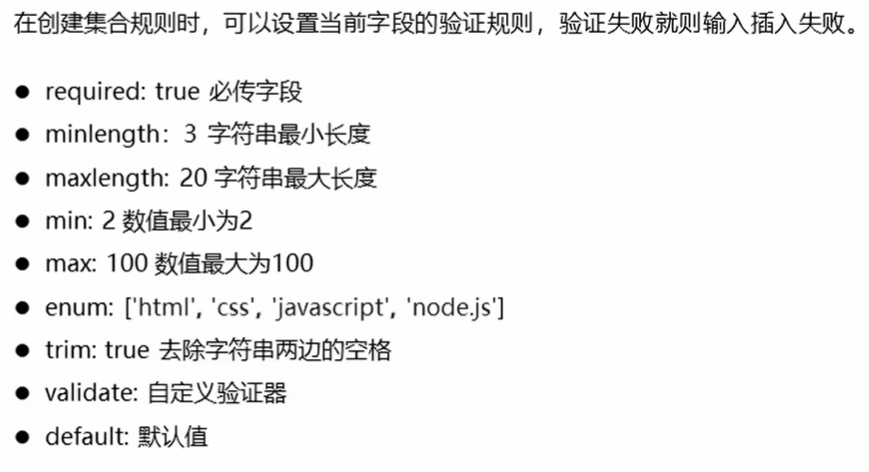 在创建集合规则时，可以设置当前字段的验证规则，验证失败就则输入插入失败。
● required: true 必传字段
● minlength：3 字符串最小长度
● maxlength: 20 字符串最大长度
● min: 2 数值最小为2
● max: 100 数值最大为100
● enum: ['html', 'css', 'javascript', 'node.js']
● trim: true 去除字符串两边的空格
● validate: 自定义验证器
● default: 默认值